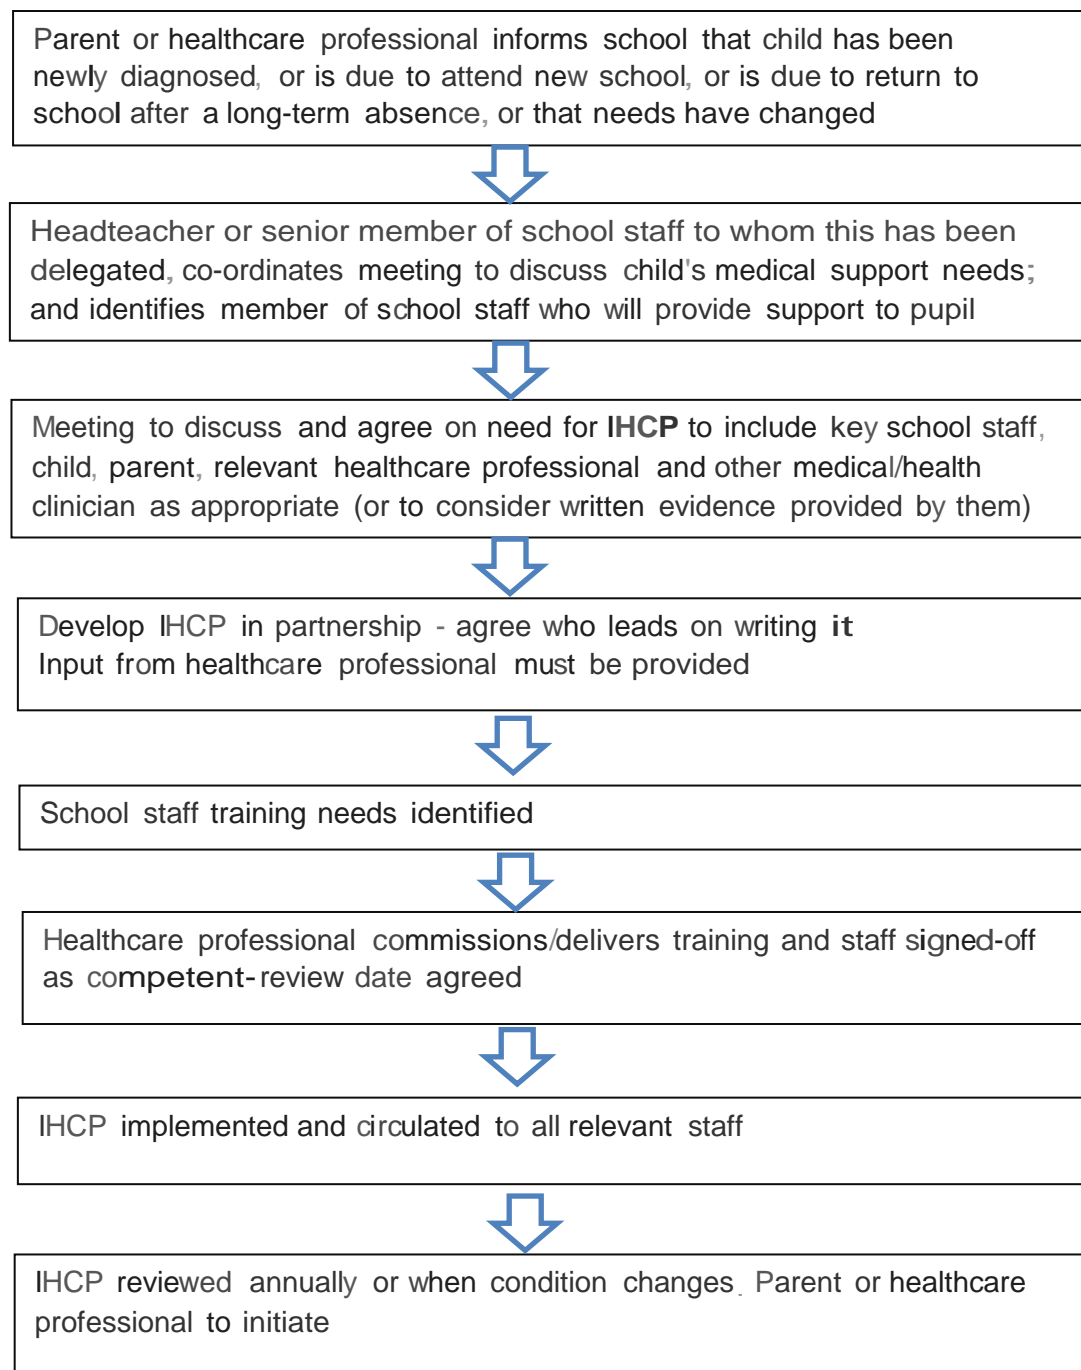 Parent or healthcare professional informs school that child has been
newly diagnosed, or is due to attend new school, or is due to return to
school after a long-term absence, or that needs have changed
Headteacher or senior member of school staff to whom this has been
delegated, co-ordinates meeting to discuss child's medical support needs;
and identifies member of school staff who will provide support to pupil
Meeting to discuss and agree on need for IHCP to include key school staff,
child, parent, relevant healthcare professional and other medical/health
clinician as appropriate (or to consider written evidence provided by them)
Develop IHCP in partnership - agree who leads on writing it
Input from healthcare professional must be provided
School staff training needs identified
Healthcare professional commissions/delivers training and staff signed-off
as competent-review date agreed
IHCP implemented and circulated to all relevant staff
IHCP reviewed annually or when condition changes. Parent or healthcare
professional to initiate